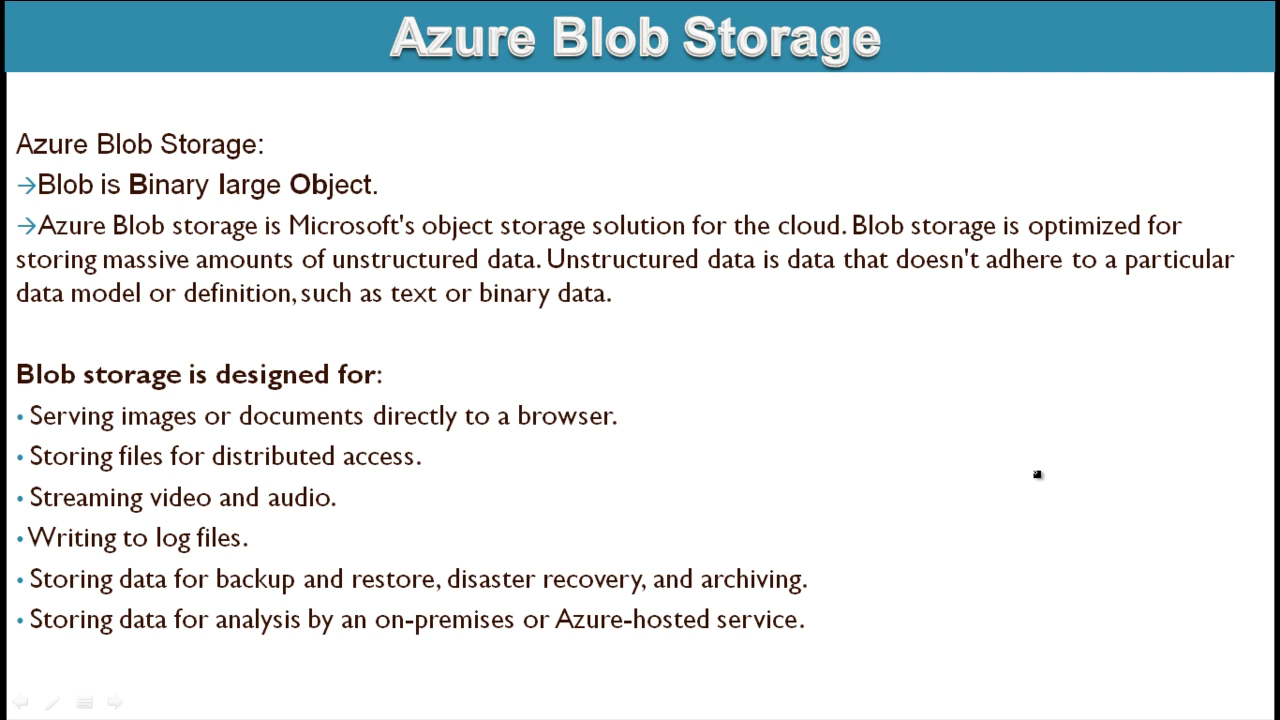 Azure Blob Storage
Azure Blob Storage:
→Blob is Binary large Object.
→Azure Blob storage is Microsoft's object storage solution for the cloud. Blob storage is optimized for
storing massive amounts of unstructured data. Unstructured data is data that doesn't adhere to a particular
data model or definition, such as text or binary data.
Blob storage is designed for:
• Serving images or documents directly to a browser.
• Storing files for distributed access.
• Streaming video and audio.
• Writing to log files.
• Storing data for backup and restore, disaster recovery, and archiving.
• Storing data for analysis by an on-premises or Azure-hosted service.